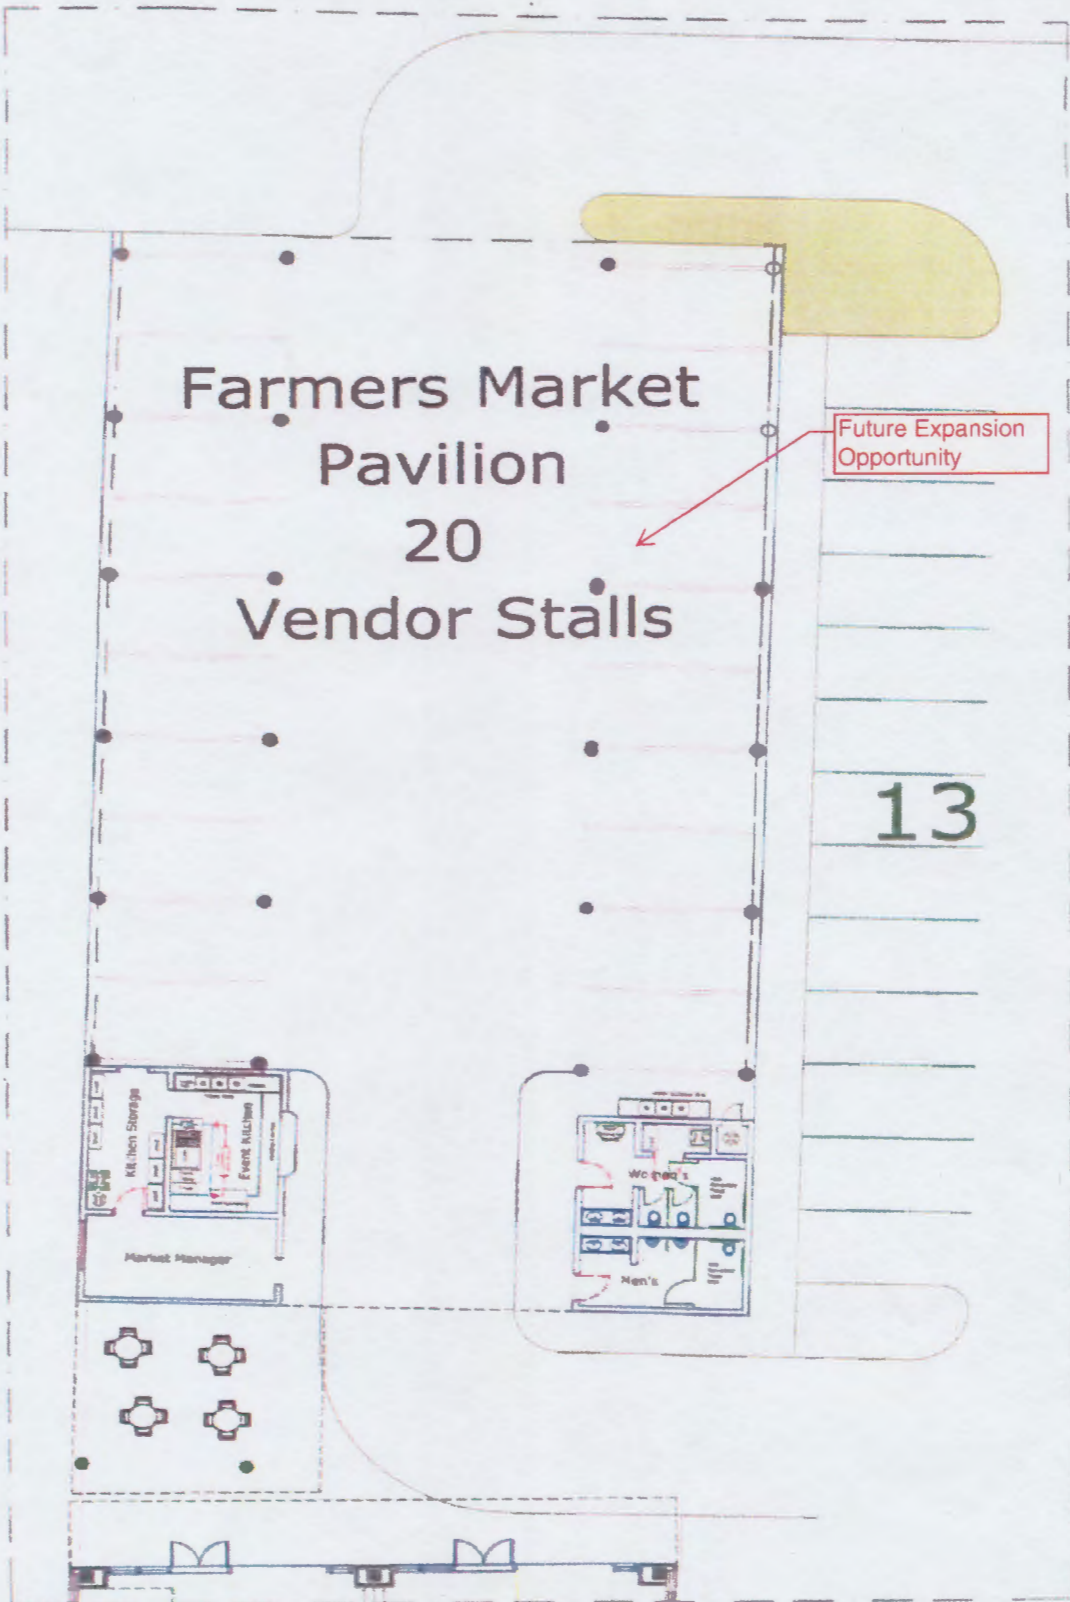 Farmers Market
Pavilion
20
Vendor Stalls
Future Expansion
Opportunity
13
Kitchen Storage
Event Kitchen
Market Manager
Women's
Men's